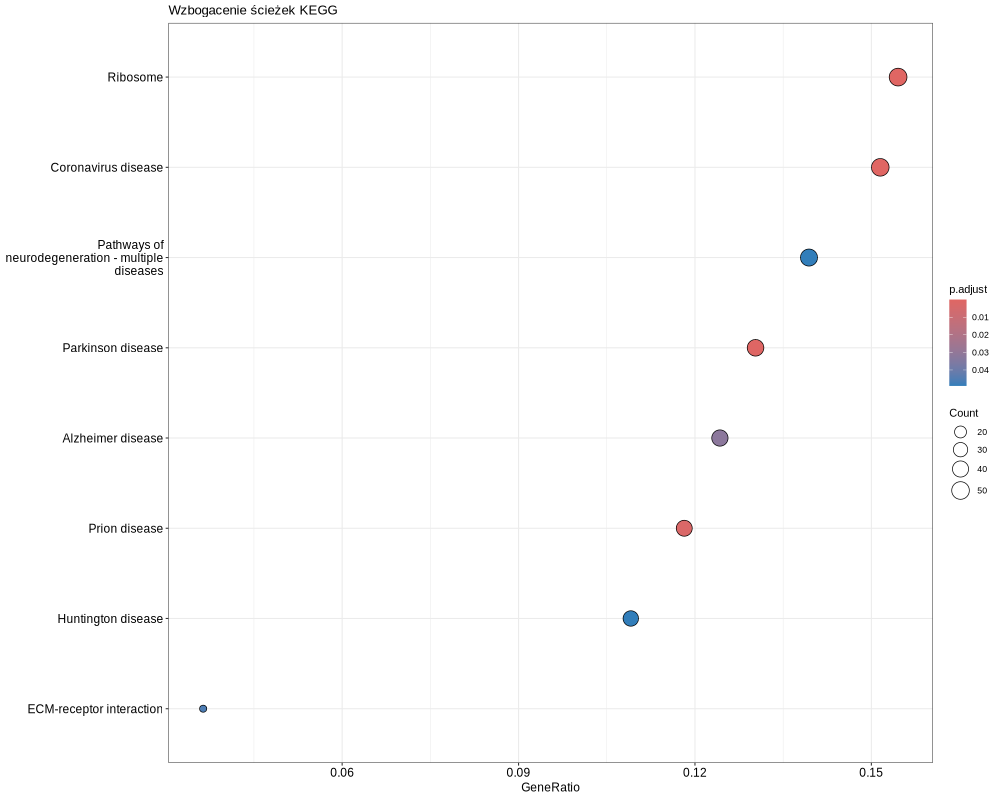 Wzbogacenie ścieżek KEGG
Ribosome
Coronavirus disease
Pathways of
neurodegeneration - multiple
diseases
Parkinson disease
Alzheimer disease
Prion disease
Huntington disease
ECM-receptor interaction
0.06
0.09
0.12
0.15
GeneRatio
p.adjust
0.01
0.02
0.03
0.04
Count
20
30
40
50